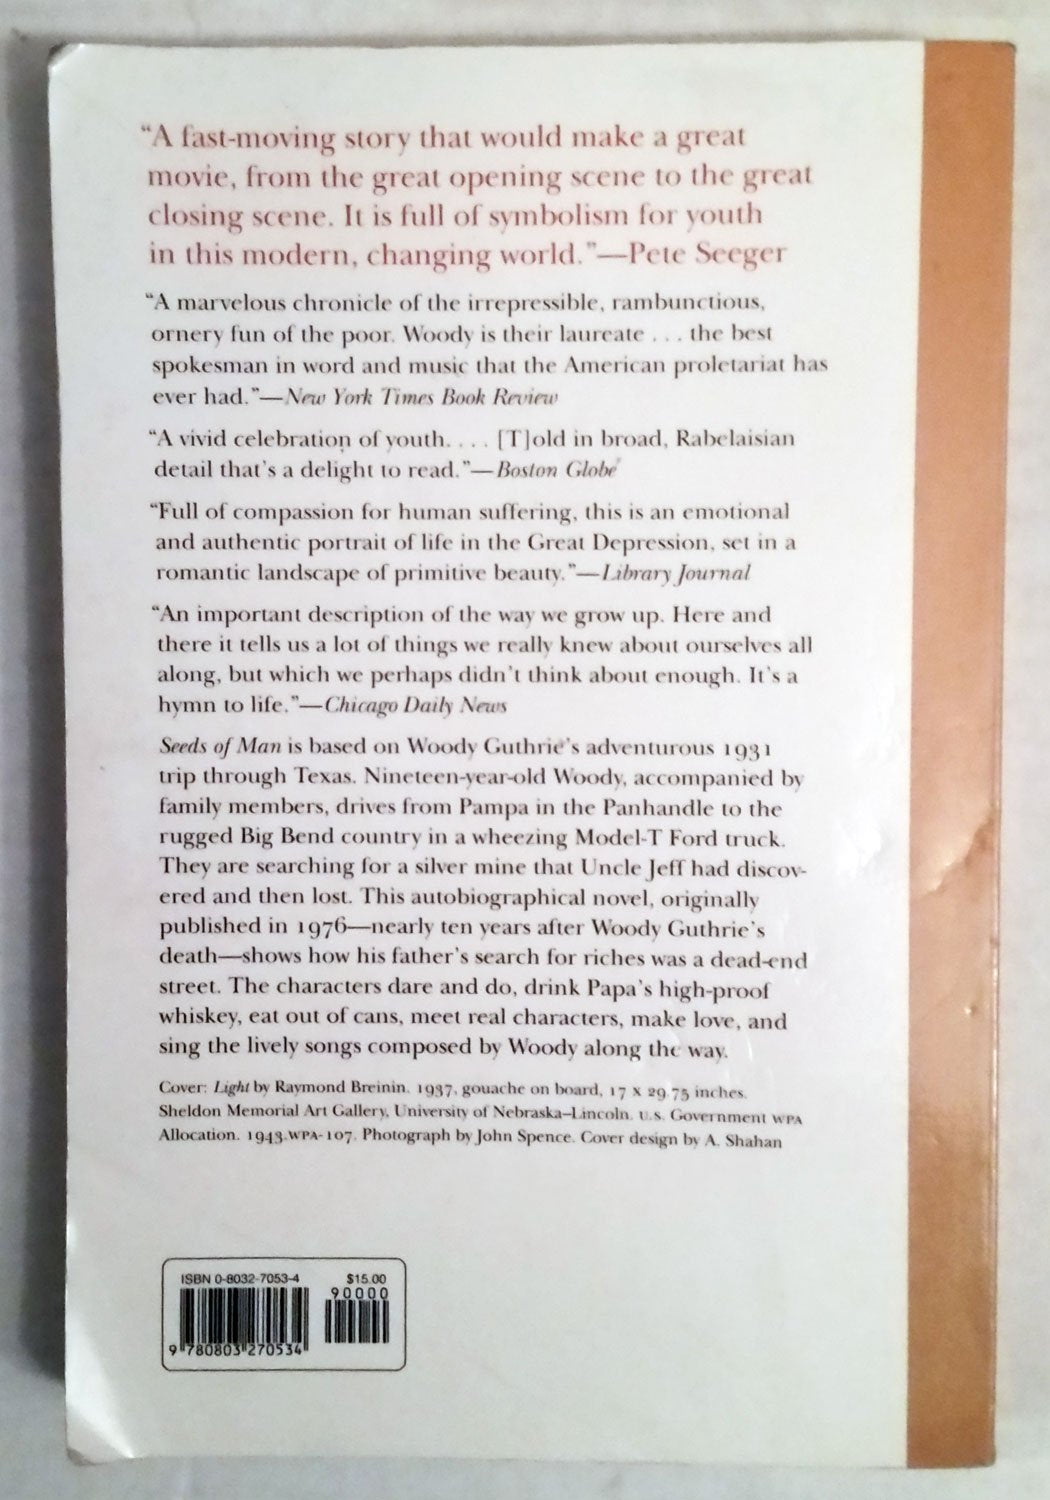 “A fast-moving story that would make a great
movie, from the great opening scene to the great
closing scene. It is full of symbolism for youth
in this modern, changing world.”—Pete Seeger
“A marvelous chronicle of the irrepressible, rambunctious,
ornery fun of the poor. Woody is their laureate . . . the best
spokesman in word and music that the American proletariat has
ever had.”—New York Times Book Review
“A vivid celebration of youth. . . . [T]old in broad, Rabelaisian
detail that’s a delight to read.”—Boston Globe
“Full of compassion for human suffering, this is an emotional
and authentic portrait of life in the Great Depression, set in a
romantic landscape of primitive beauty.”—Library Journal
“An important description of the way we grow up. Here and
there it tells us a lot of things we really knew about ourselves all
along, but which we perhaps didn’t think about enough. It’s a
hymn to life.”—Chicago Daily News
Seeds of Man is based on Woody Guthrie’s adventurous 1931
trip through Texas. Nineteen-year-old Woody, accompanied by
family members, drives from Pampa in the Panhandle to the
rugged Big Bend country in a wheezing Model-T Ford truck.
They are searching for a silver mine that Uncle Jeff had discov-
ered and then lost. This autobiographical novel, originally
published in 1976—nearly ten years after Woody Guthrie’s
death—shows how his father’s search for riches was a dead-end
street. The characters dare and do, drink Papa’s high-proof
whiskey, eat out of cans, meet real characters, make love, and
sing the lively songs composed by Woody along the way.
Cover: Light by Raymond Breinin. 1937, gouache on board, 17 x 29.75 inches.
Sheldon Memorial Art Gallery, University of Nebraska–Lincoln. U.S. Government WPA
Allocation. 1943.WPA-107. Photograph by John Spence. Cover design by A. Shahan
ISBN 0-8032-7053-4 $15.00
90000
9 780803 270534